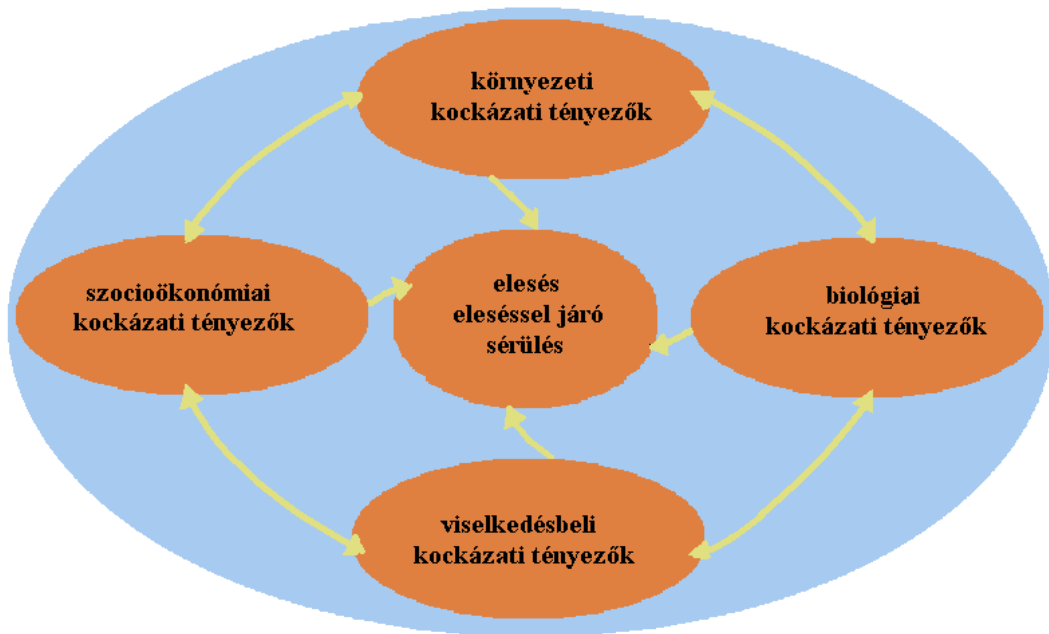 környezeti
kockázati tényezők
szocioökonómiai
kockázati tényezők
elesés
eleséssel járó
sérülés
biológiai
kockázati tényezők
viselkedésbeli
kockázati tényezők